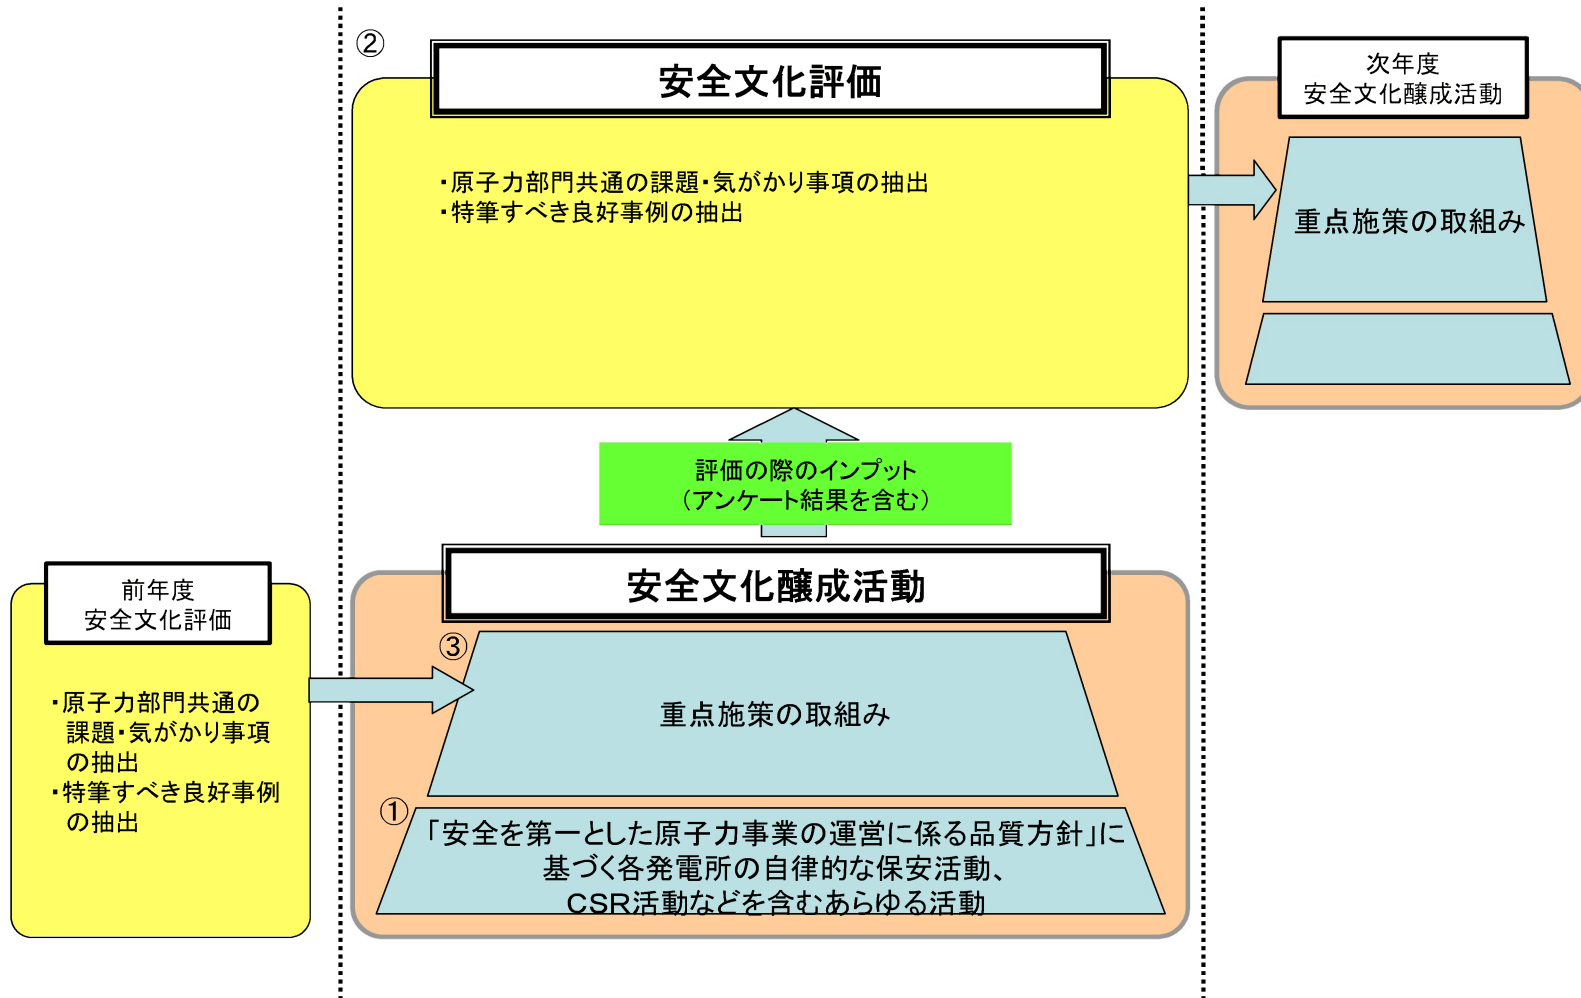 ②
安全文化評価
・原子力部門共通の課題・気がかり事項の抽出
・特筆すべき良好事例の抽出
次年度
安全文化醸成活動
重点施策の取組み
評価の際のインプット
（アンケート結果を含む）
前年度
安全文化評価
・原子力部門共通の
課題・気がかり事項
の抽出
・特筆すべき良好事例
の抽出
安全文化醸成活動
③
重点施策の取組み
①
「安全を第一とした原子力事業の運営に係る品質方針」に
基づく各発電所の自律的な保安活動、
CSR活動などを含むあらゆる活動